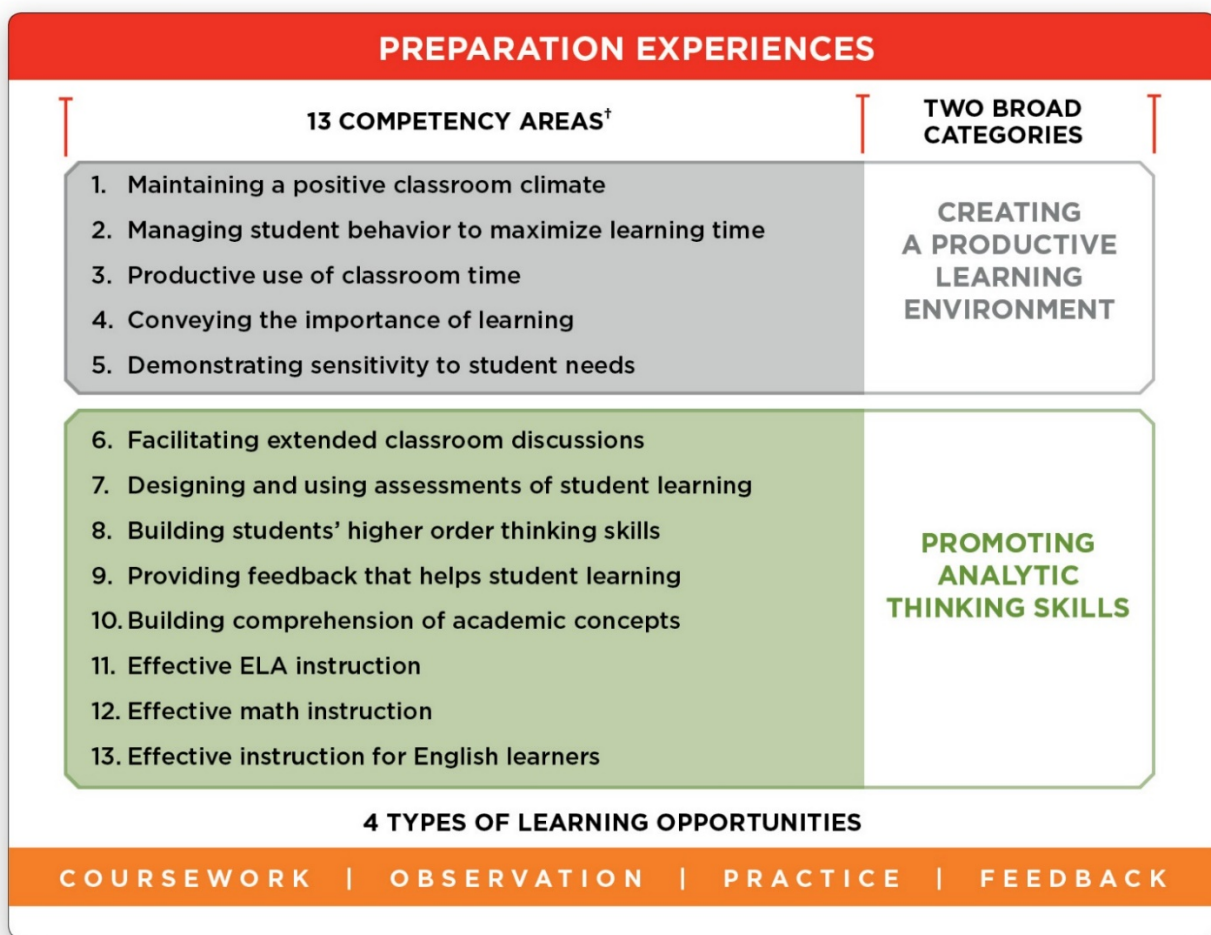 PREPARATION EXPERIENCES
13 COMPETENCY AREAS†
TWO BROAD
CATEGORIES
1. Maintaining a positive classroom climate
2. Managing student behavior to maximize learning time
3. Productive use of classroom time
4. Conveying the importance of learning
5. Demonstrating sensitivity to student needs
CREATING
A PRODUCTIVE
LEARNING
ENVIRONMENT
6. Facilitating extended classroom discussions
7. Designing and using assessments of student learning
8. Building students’ higher order thinking skills
9. Providing feedback that helps student learning
10. Building comprehension of academic concepts
11. Effective ELA instruction
12. Effective math instruction
13. Effective instruction for English learners
PROMOTING
ANALYTIC
THINKING SKILLS
4 TYPES OF LEARNING OPPORTUNITIES
COURSEWORK | OBSERVATION | PRACTICE | FEEDBACK